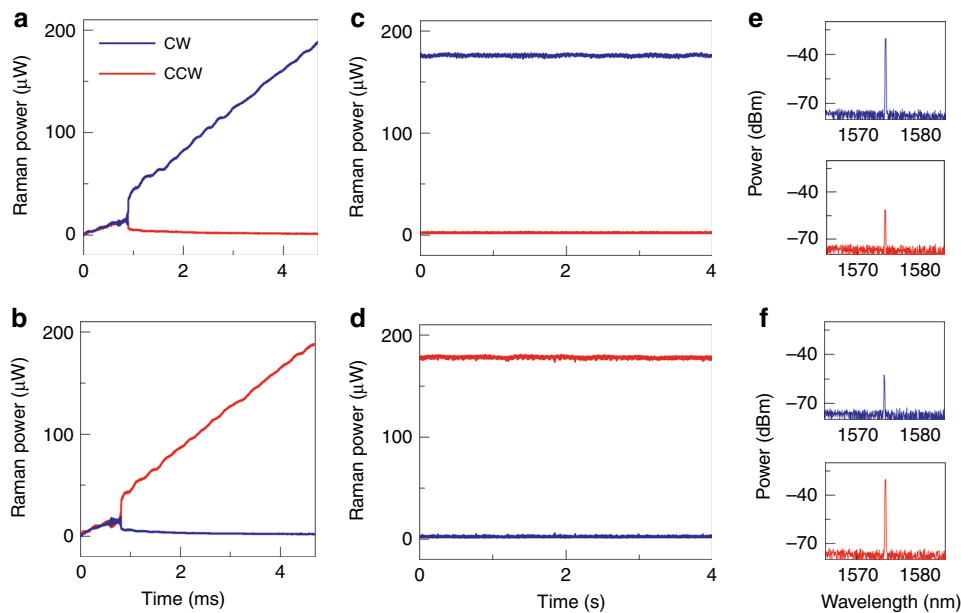 a
200
100
0
Raman power (μW)
CW
CCW
0 2 4
c
200
100
0
Raman power (μW)
0 2 4
e
−40
−70
1570 1580
−40
−70
1570 1580
Power (dBm)
b
200
100
0
Raman power (μW)
0 2 4
Time (ms)
d
200
100
0
Raman power (μW)
0 2 4
Time (s)
f
−40
−70
1570 1580
−40
−70
1570 1580
Power (dBm)
Wavelength (nm)